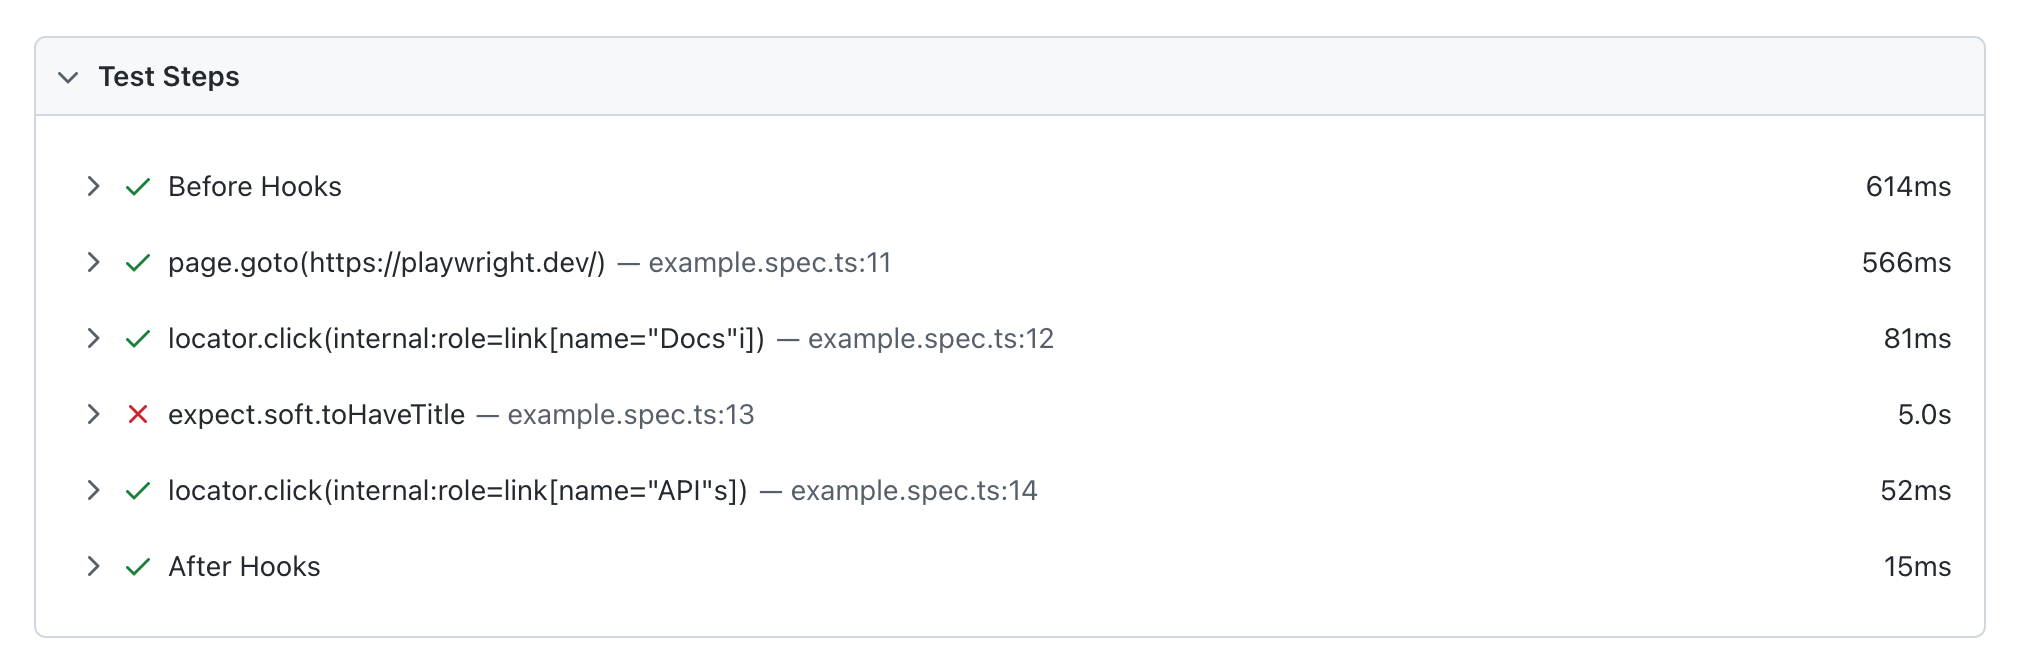 Test Steps
Before Hooks 614ms
page.goto(https://playwright.dev/) — example.spec.ts:11 566ms
locator.click(internal:role=link[name="Docs"i]) — example.spec.ts:12 81ms
expect.soft.toHaveTitle — example.spec.ts:13 5.0s
locator.click(internal:role=link[name="API"s]) — example.spec.ts:14 52ms
After Hooks 15ms